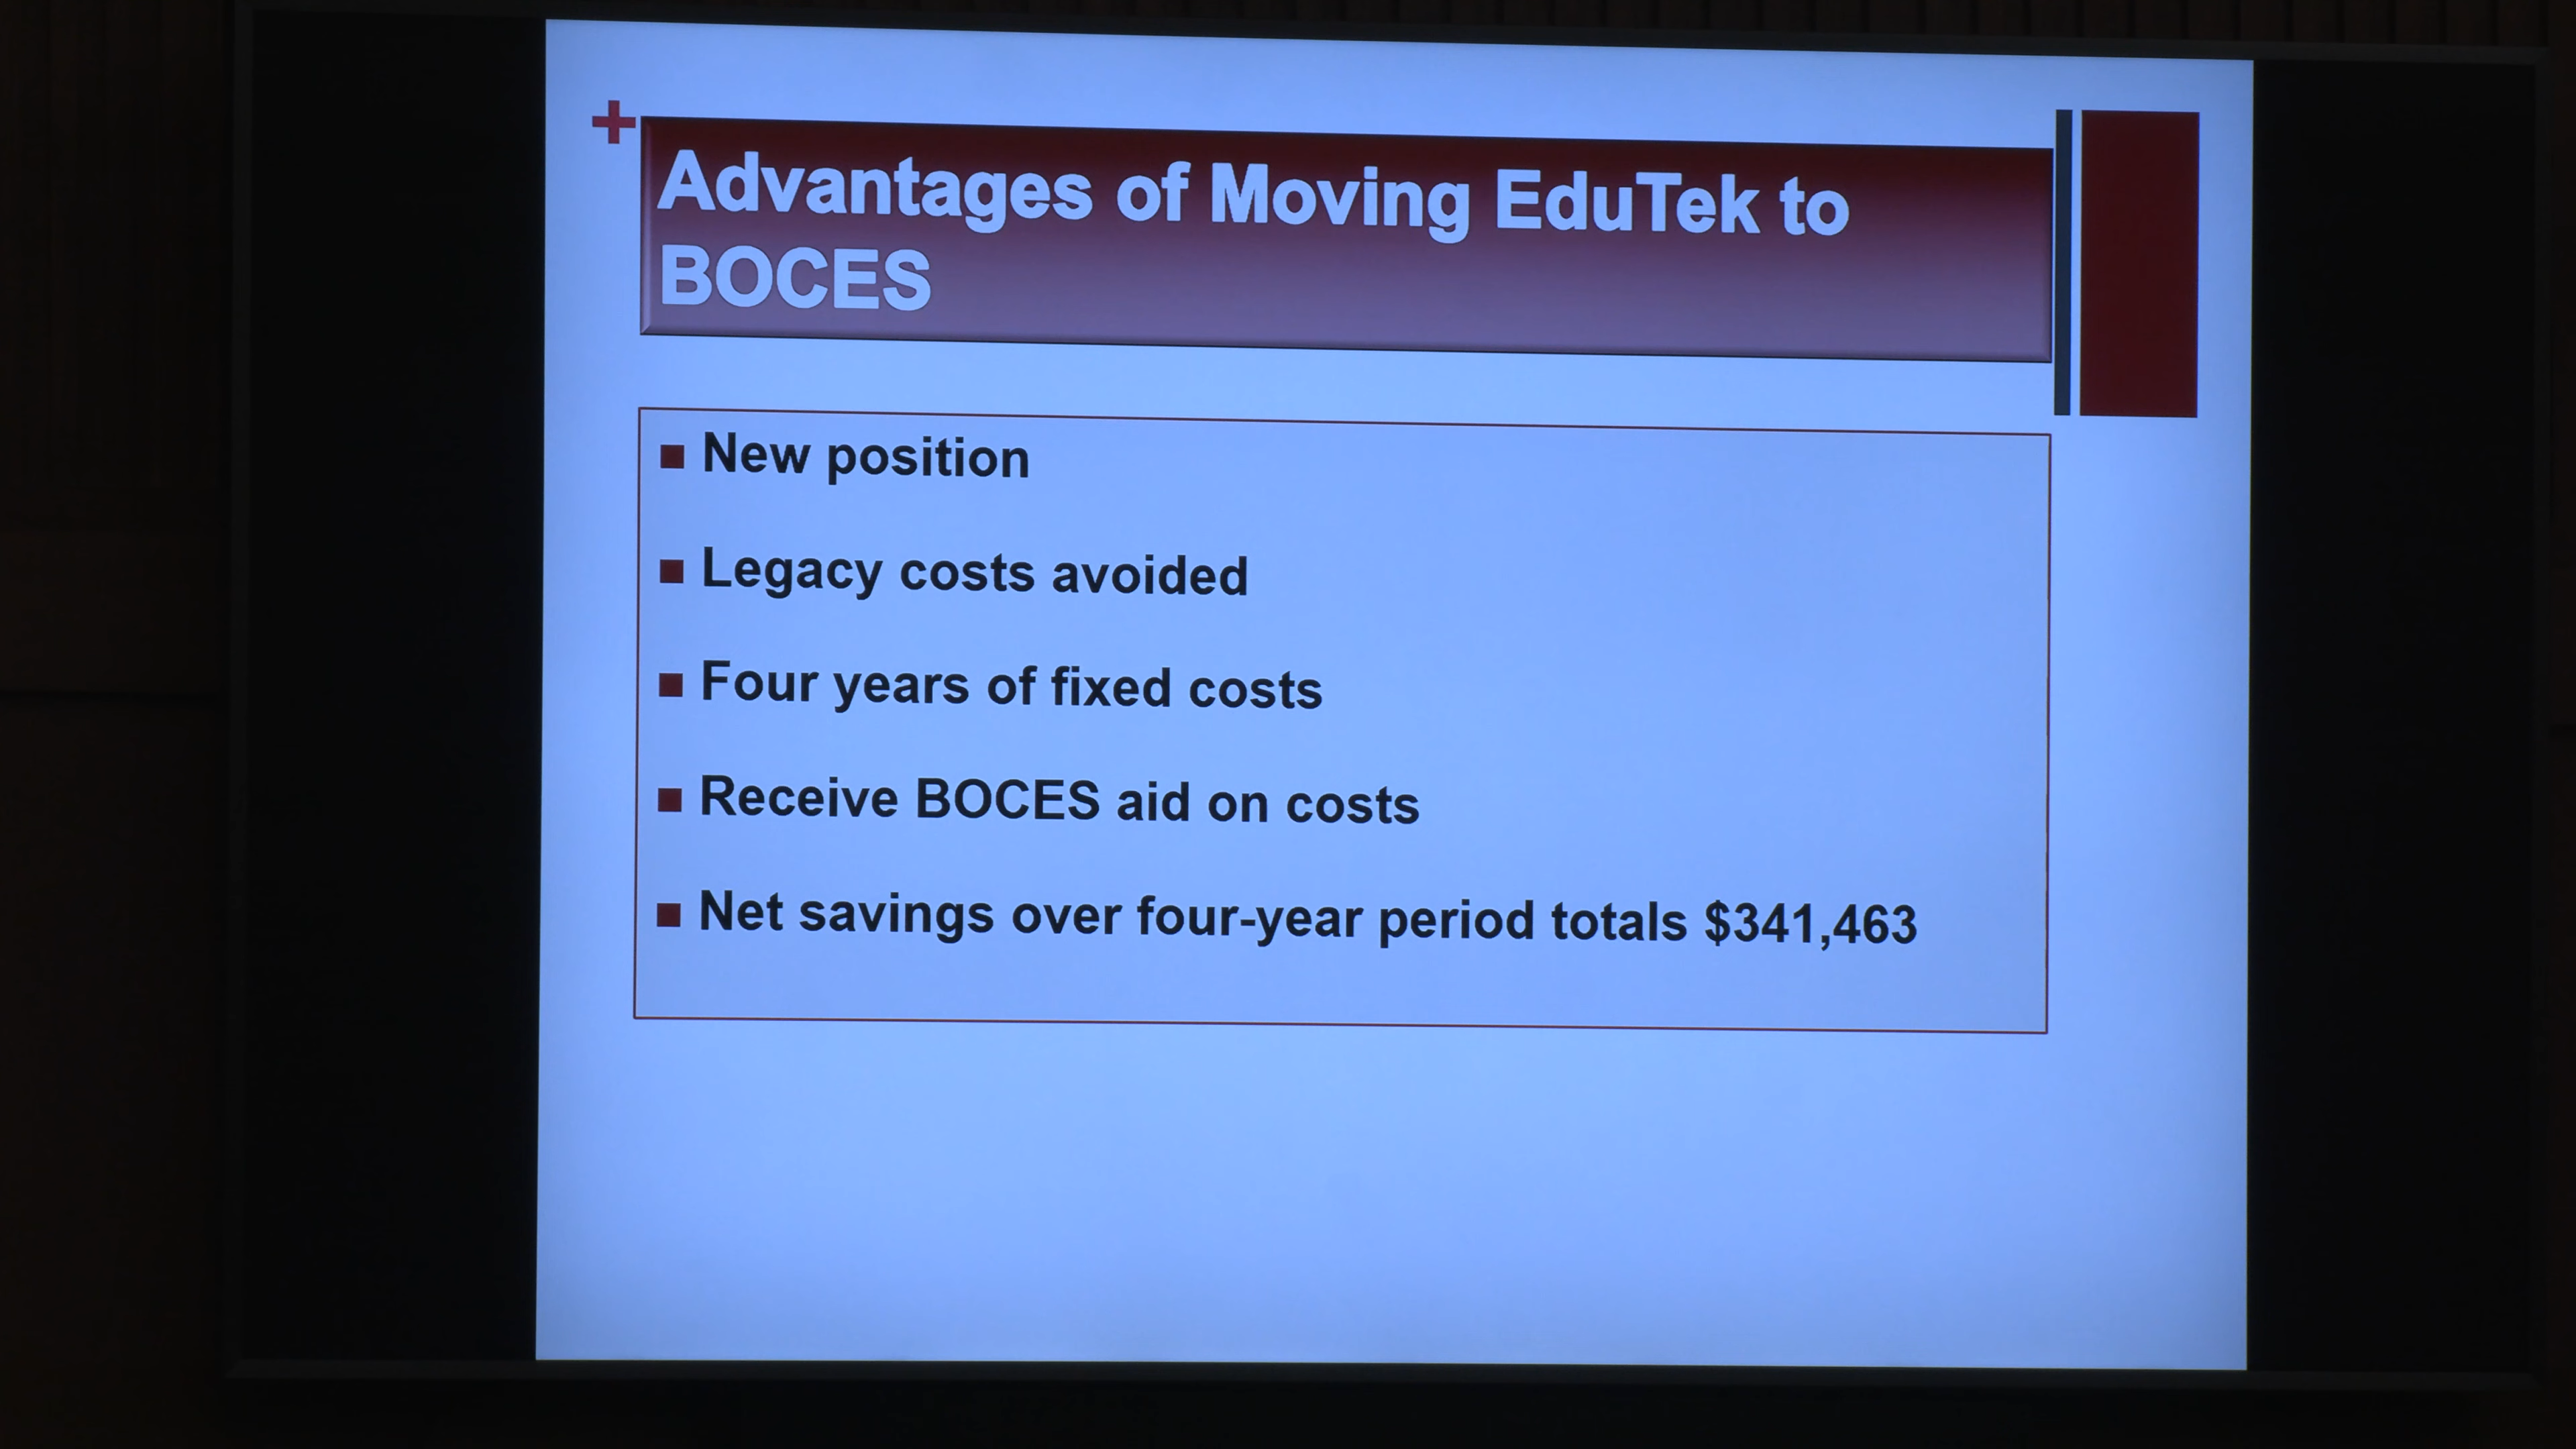 +
Advantages of Moving EduTek to
BOCES
■ New position
■ Legacy costs avoided
■ Four years of fixed costs
■ Receive BOCES aid on costs
■ Net savings over four-year period totals $341,463